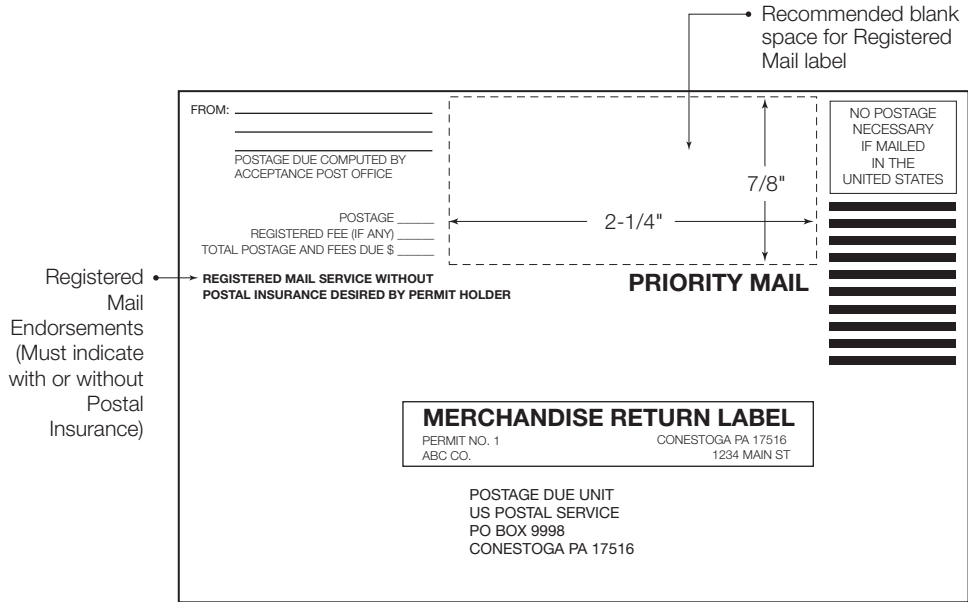 Recommended blank
space for Registered
Mail label
FROM:
POSTAGE DUE COMPUTED BY
ACCEPTANCE POST OFFICE
NO POSTAGE
NECESSARY
IF MAILED
IN THE
UNITED STATES
7/8"
2-1/4"
POSTAGE
REGISTERED FEE (IF ANY)
TOTAL POSTAGE AND FEES DUE $
Registered
Mail
Endorsements
(Must indicate
with or without
Postal
Insurance)
REGISTERED MAIL SERVICE WITHOUT
POSTAL INSURANCE DESIRED BY PERMIT HOLDER
PRIORITY MAIL
MERCHANDISE RETURN LABEL
PERMIT NO. 1 CONESTOGA PA 17516
ABC CO. 1234 MAIN ST
POSTAGE DUE UNIT
US POSTAL SERVICE
PO BOX 9998
CONESTOGA PA 17516